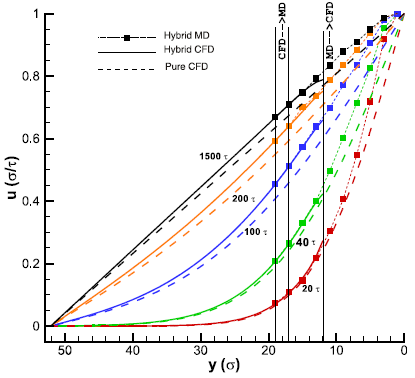 Hybrid MD
Hybrid CFD
Pure CFD
CFD-->MD
MD-->CFD
1500 τ
200 τ
100 τ
40 τ
20 τ
u (σ/τ)
1
0.8
0.6
0.4
0.2
0
50
40
30
20
10
0
y (σ)